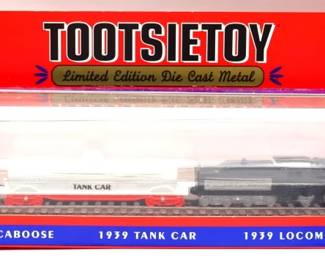 TOOTSIETOY
Limited Edition Die Cast Metal
TANK CAR
CABOOSE
1939 TANK CAR
1939 LOCOM